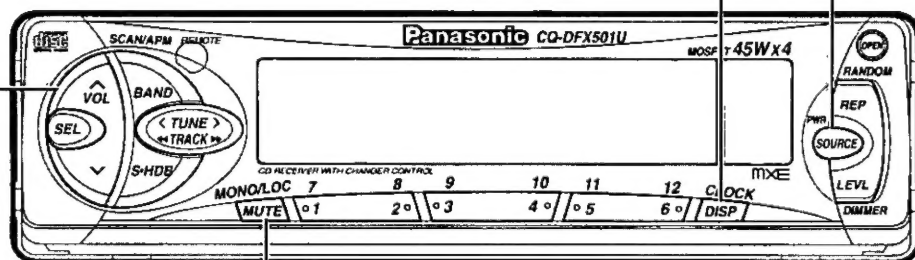 disc
SCAN/APM REMOTE
Panasonic CQ-DFX501U
MOSFET 45Wx4
OPEN
RANDOM
VOL
BAND
REP
SEL
< TUNE >
TRACK
PWR
SOURCE
S·HDB
CD RECEIVER WITH CHANGER CONTROL
MXE
LEVL
MONO/LOC 7 8 9 10 11 12 CLOCK
MUTE 1 2 3 4 5 6 DISP
DIMMER